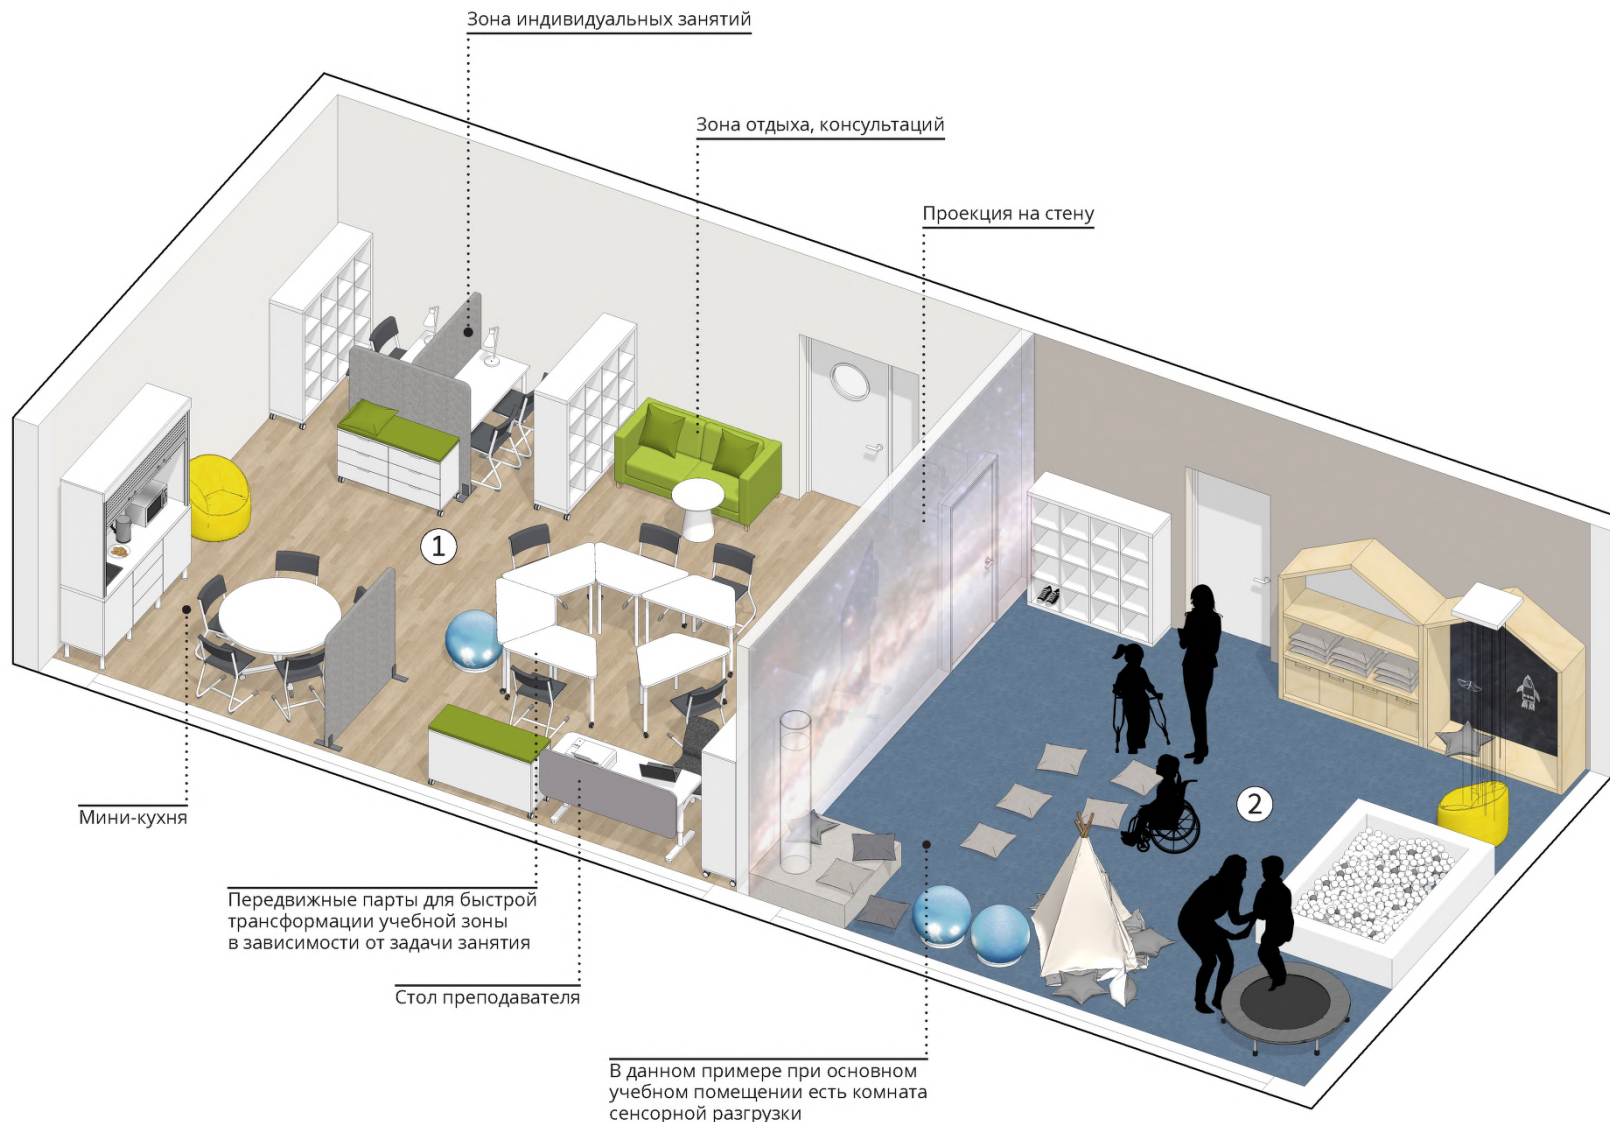 Зона индивидуальных занятий
Зона отдыха, консультаций
Проекция на стену
1
2
Мини-кухня
Передвижные парты для быстрой
трансформации учебной зоны
в зависимости от задачи занятия
Стол преподавателя
В данном примере при основном
учебном помещении есть комната
сенсорной разгрузки